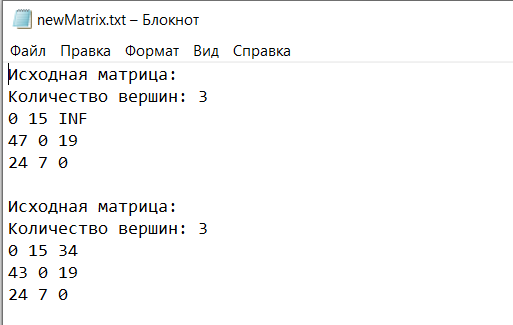 newMatrix.txt – Блокнот
Файл Правка Формат Вид Справка
Исходная матрица:
Количество вершин: 3
0 15 INF
47 0 19
24 7 0
Исходная матрица:
Количество вершин: 3
0 15 34
43 0 19
24 7 0